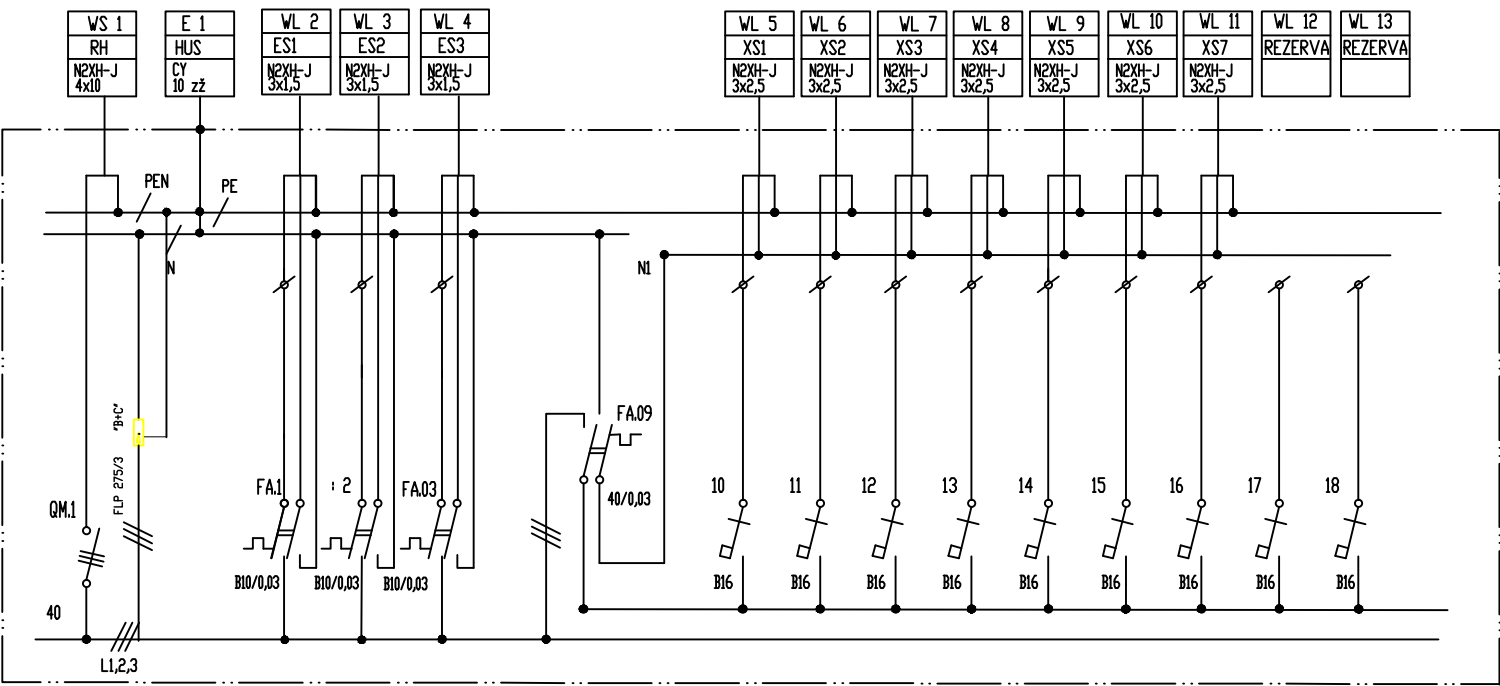 WS 1
RH
N2XH-J
4x10
E 1
HUS
CY
10 zž
WL 2
ES1
N2XH-J
3x1,5
WL 3
ES2
N2XH-J
3x1,5
WL 4
ES3
N2XH-J
3x1,5
WL 5
XS1
N2XH-J
3x2,5
WL 6
XS2
N2XH-J
3x2,5
WL 7
XS3
N2XH-J
3x2,5
WL 8
XS4
N2XH-J
3x2,5
WL 9
XS5
N2XH-J
3x2,5
WL 10
XS6
N2XH-J
3x2,5
WL 11
XS7
N2XH-J
3x2,5
WL 12
REZERVA
WL 13
REZERVA
PEN
PE
N
N1
"B+C"
FLP 275/3
FA.09
40/0,03
QM.1
40
FA.1
: 2
FA.03
B10/0,03
B10/0,03
B10/0,03
10
11
12
13
14
15
16
17
18
B16
B16
B16
B16
B16
B16
B16
B16
B16
L1,2,3